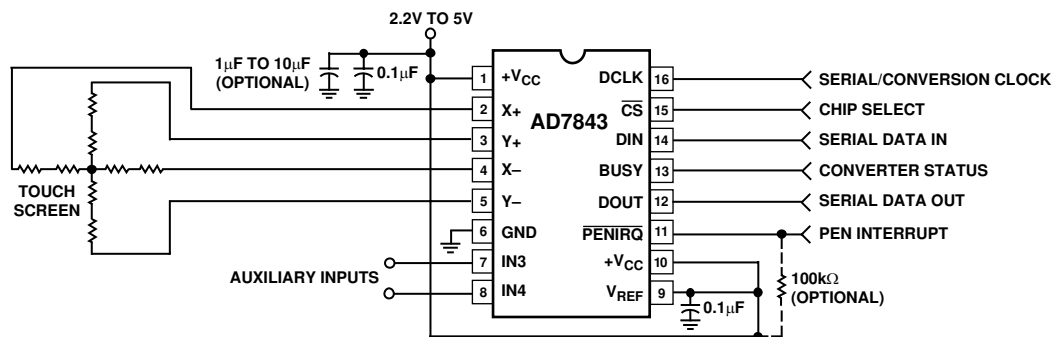 2.2V TO 5V
1μF TO 10μF
(OPTIONAL)
0.1μF
TOUCH
SCREEN
AUXILIARY INPUTS
AD7843
1 +VCC
2 X+
3 Y+
4 X–
5 Y–
6 GND
7 IN3
8 IN4
DCLK 16
CS 15
DIN 14
BUSY 13
DOUT 12
PENIRQ 11
+VCC 10
VREF 9
SERIAL/CONVERSION CLOCK
CHIP SELECT
SERIAL DATA IN
CONVERTER STATUS
SERIAL DATA OUT
PEN INTERRUPT
100kΩ
(OPTIONAL)
0.1μF